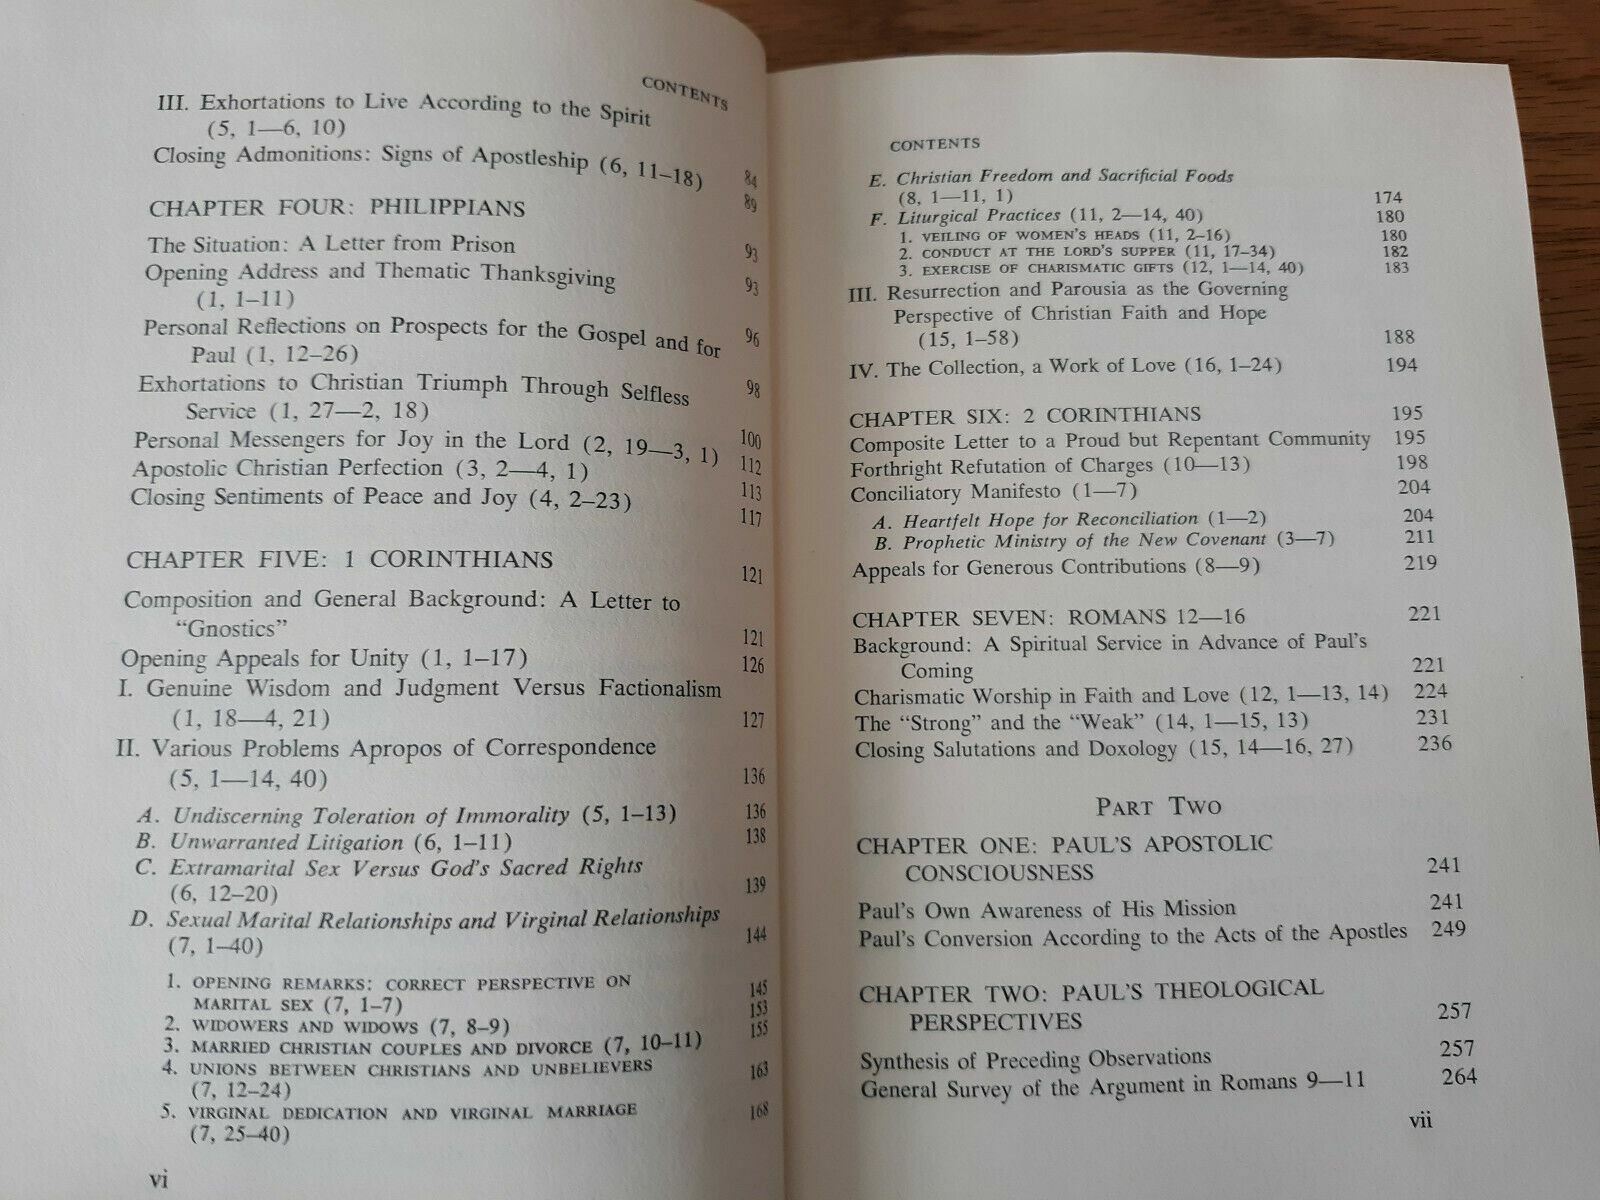 CONTENTS
III. Exhortations to Live According to the Spirit
(5, 1—6, 10) 84
Closing Admonitions: Signs of Apostleship (6, 11–18) 89
CHAPTER FOUR: PHILIPPIANS 93
The Situation: A Letter from Prison 93
Opening Address and Thematic Thanksgiving
(1, 1–11) 96
Personal Reflections on Prospects for the Gospel and for
Paul (1, 12–26) 98
Exhortations to Christian Triumph Through Selfless
Service (1, 27—2, 18) 100
Personal Messengers for Joy in the Lord (2, 19—3, 1) 112
Apostolic Christian Perfection (3, 2—4, 1) 113
Closing Sentiments of Peace and Joy (4, 2–23) 117
CHAPTER FIVE: 1 CORINTHIANS 121
Composition and General Background: A Letter to
“Gnostics” 121
Opening Appeals for Unity (1, 1–17) 126
I. Genuine Wisdom and Judgment Versus Factionalism
(1, 18—4, 21) 127
II. Various Problems Apropos of Correspondence
(5, 1—14, 40) 136
A. Undiscerning Toleration of Immorality (5, 1–13) 136
B. Unwarranted Litigation (6, 1–11) 138
C. Extramarital Sex Versus God's Sacred Rights
(6, 12–20) 139
D. Sexual Marital Relationships and Virginal Relationships
(7, 1–40) 144
1. OPENING REMARKS: CORRECT PERSPECTIVE ON
MARITAL SEX (7, 1–7) 145
2. WIDOWERS AND WIDOWS (7, 8–9) 153
3. MARRIED CHRISTIAN COUPLES AND DIVORCE (7, 10–11) 155
4. UNIONS BETWEEN CHRISTIANS AND UNBELIEVERS
(7, 12–24) 163
5. VIRGINAL DEDICATION AND VIRGINAL MARRIAGE
(7, 25–40) 168
vi
CONTENTS
E. Christian Freedom and Sacrificial Foods
(8, 1—11, 1) 174
F. Liturgical Practices (11, 2—14, 40) 180
1. VEILING OF WOMEN'S HEADS (11, 2–16) 180
2. CONDUCT AT THE LORD'S SUPPER (11, 17–34) 182
3. EXERCISE OF CHARISMATIC GIFTS (12, 1—14, 40) 183
III. Resurrection and Parousia as the Governing
Perspective of Christian Faith and Hope
(15, 1–58) 188
IV. The Collection, a Work of Love (16, 1–24) 194
CHAPTER SIX: 2 CORINTHIANS 195
Composite Letter to a Proud but Repentant Community 195
Forthright Refutation of Charges (10—13) 198
Conciliatory Manifesto (1—7) 204
A. Heartfelt Hope for Reconciliation (1—2) 204
B. Prophetic Ministry of the New Covenant (3—7) 211
Appeals for Generous Contributions (8—9) 219
CHAPTER SEVEN: ROMANS 12—16 221
Background: A Spiritual Service in Advance of Paul's
Coming 221
Charismatic Worship in Faith and Love (12, 1—13, 14) 224
The “Strong” and the “Weak” (14, 1—15, 13) 231
Closing Salutations and Doxology (15, 14—16, 27) 236
PART TWO
CHAPTER ONE: PAUL'S APOSTOLIC
CONSCIOUSNESS 241
Paul's Own Awareness of His Mission 241
Paul's Conversion According to the Acts of the Apostles 249
CHAPTER TWO: PAUL'S THEOLOGICAL
PERSPECTIVES 257
Synthesis of Preceding Observations 257
General Survey of the Argument in Romans 9—11 264
vii